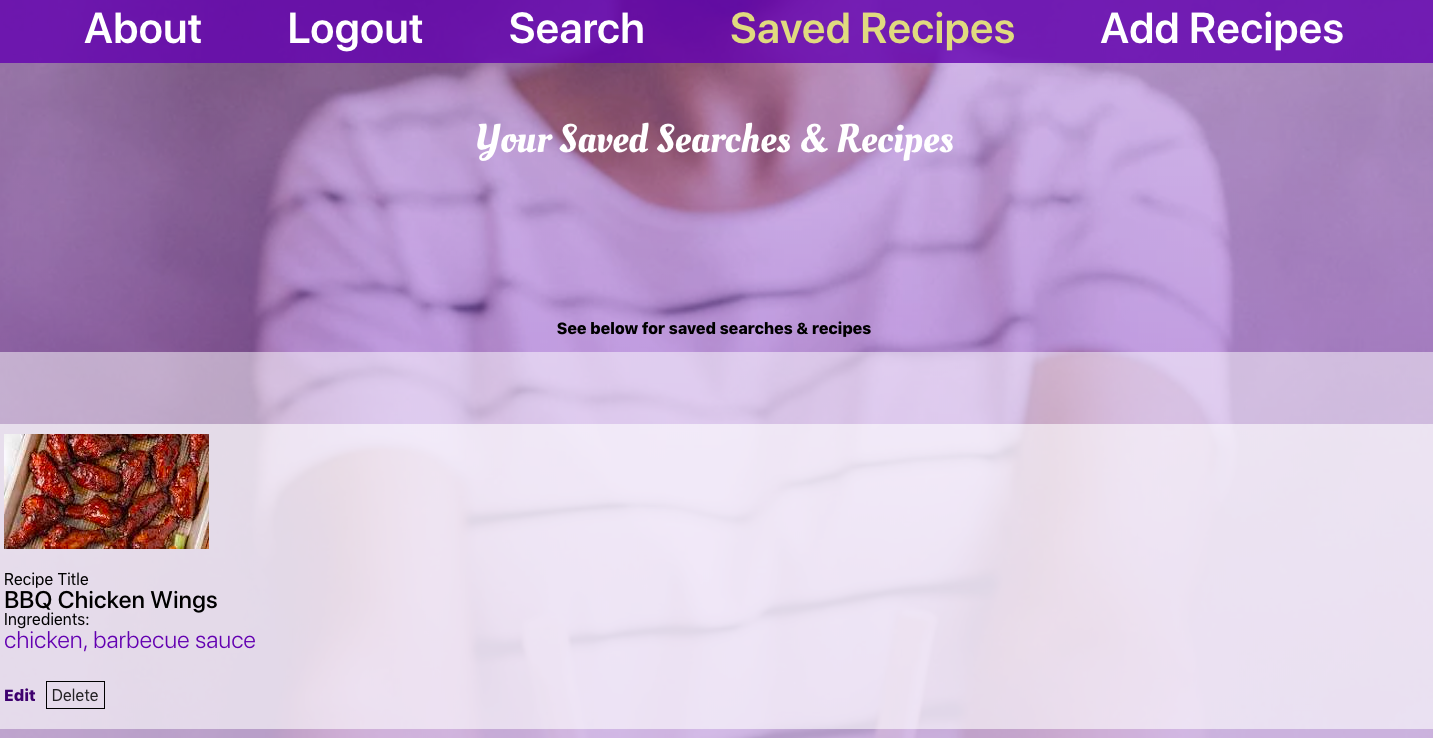 About Logout Search Saved Recipes Add Recipes
Your Saved Searches & Recipes
See below for saved searches & recipes
Recipe Title
BBQ Chicken Wings
Ingredients:
chicken, barbecue sauce
Edit Delete